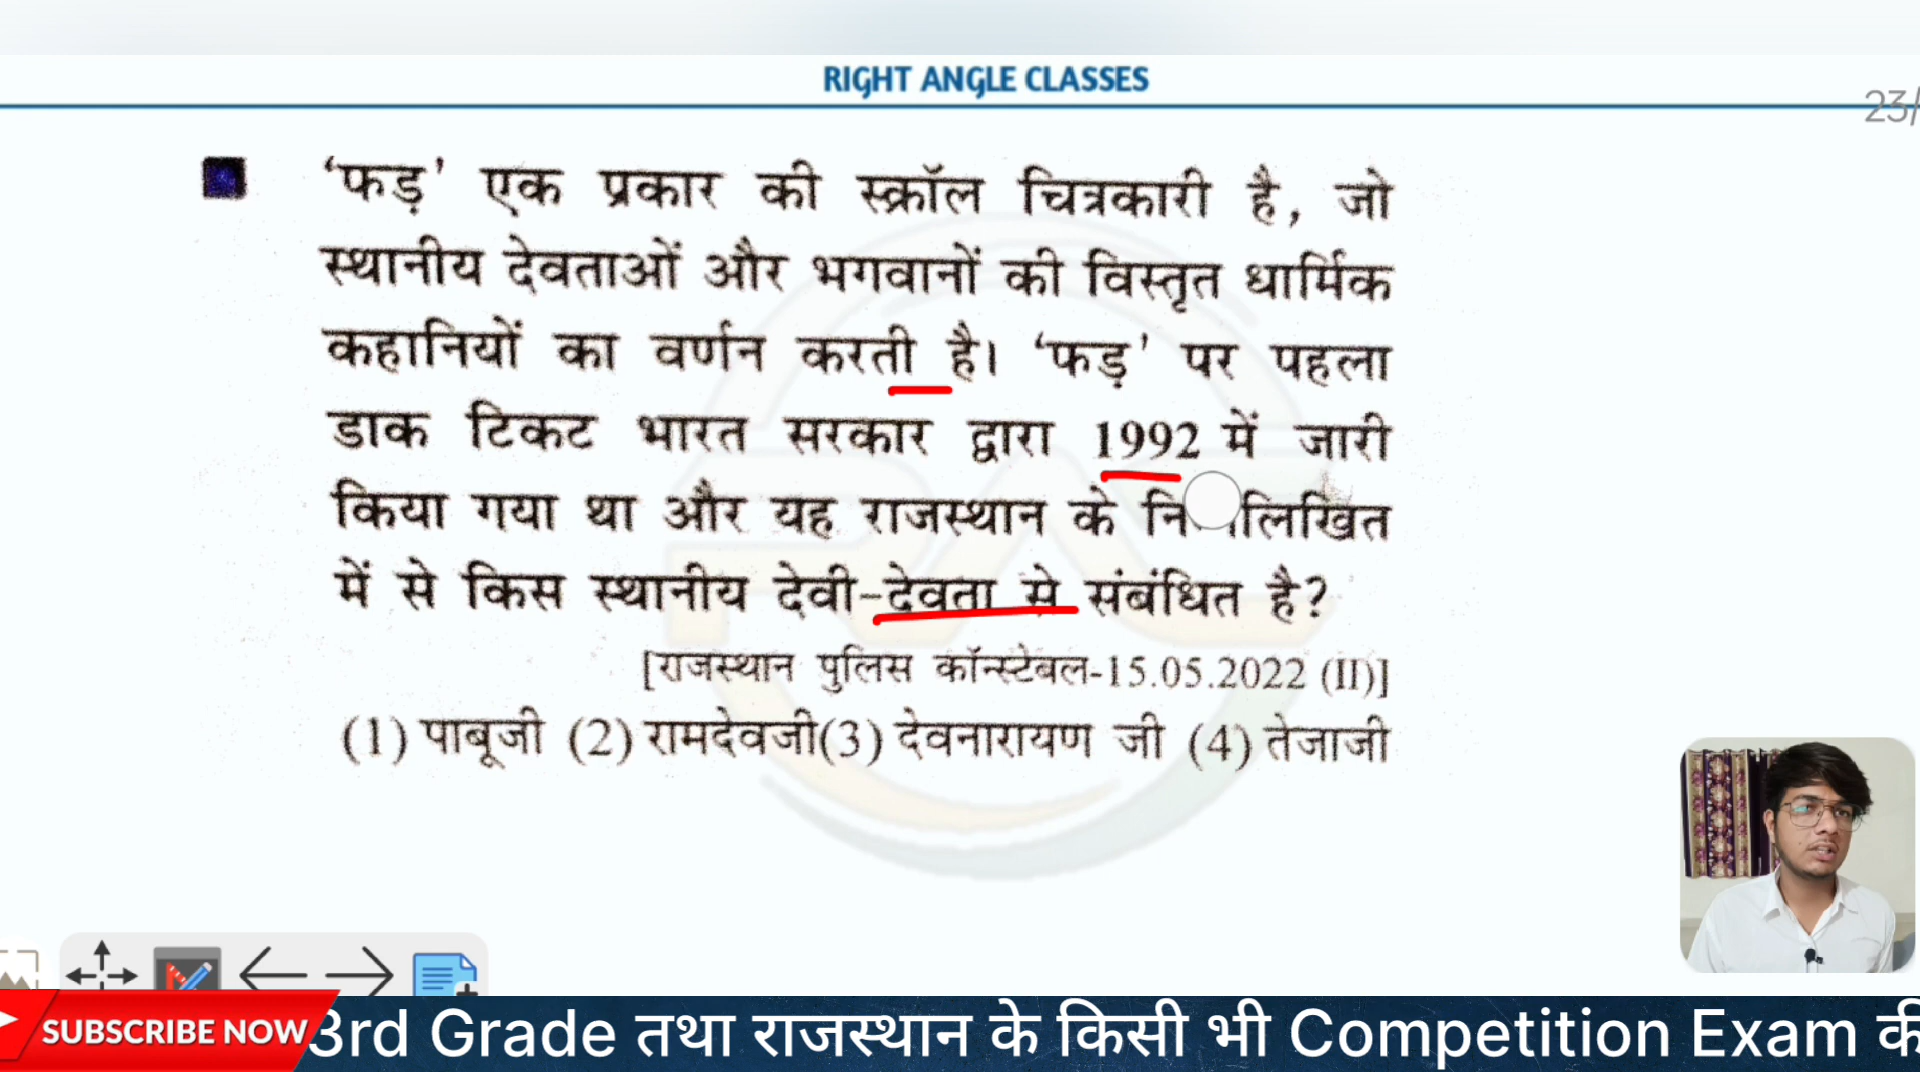 RIGHT ANGLE CLASSES
23/
‘फड़’ एक प्रकार की स्क्रॉल चित्रकारी है, जो
स्थानीय देवताओं और भगवानों की विस्तृत धार्मिक
कहानियों का वर्णन करती है। ‘फड़’ पर पहला
डाक टिकट भारत सरकार द्वारा 1992 में जारी
किया गया था और यह राजस्थान के लिखित
में से किस स्थानीय देवी-देवता से संबंधित है?
[राजस्थान पुलिस कॉन्स्टेबल-15.05.2022 (II)]
(1) पाबूजी (2) रामदेवजी(3) देवनारायण जी (4) तेजाजी
SUBSCRIBE NOW
3rd Grade तथा राजस्थान के किसी भी Competition Exam की